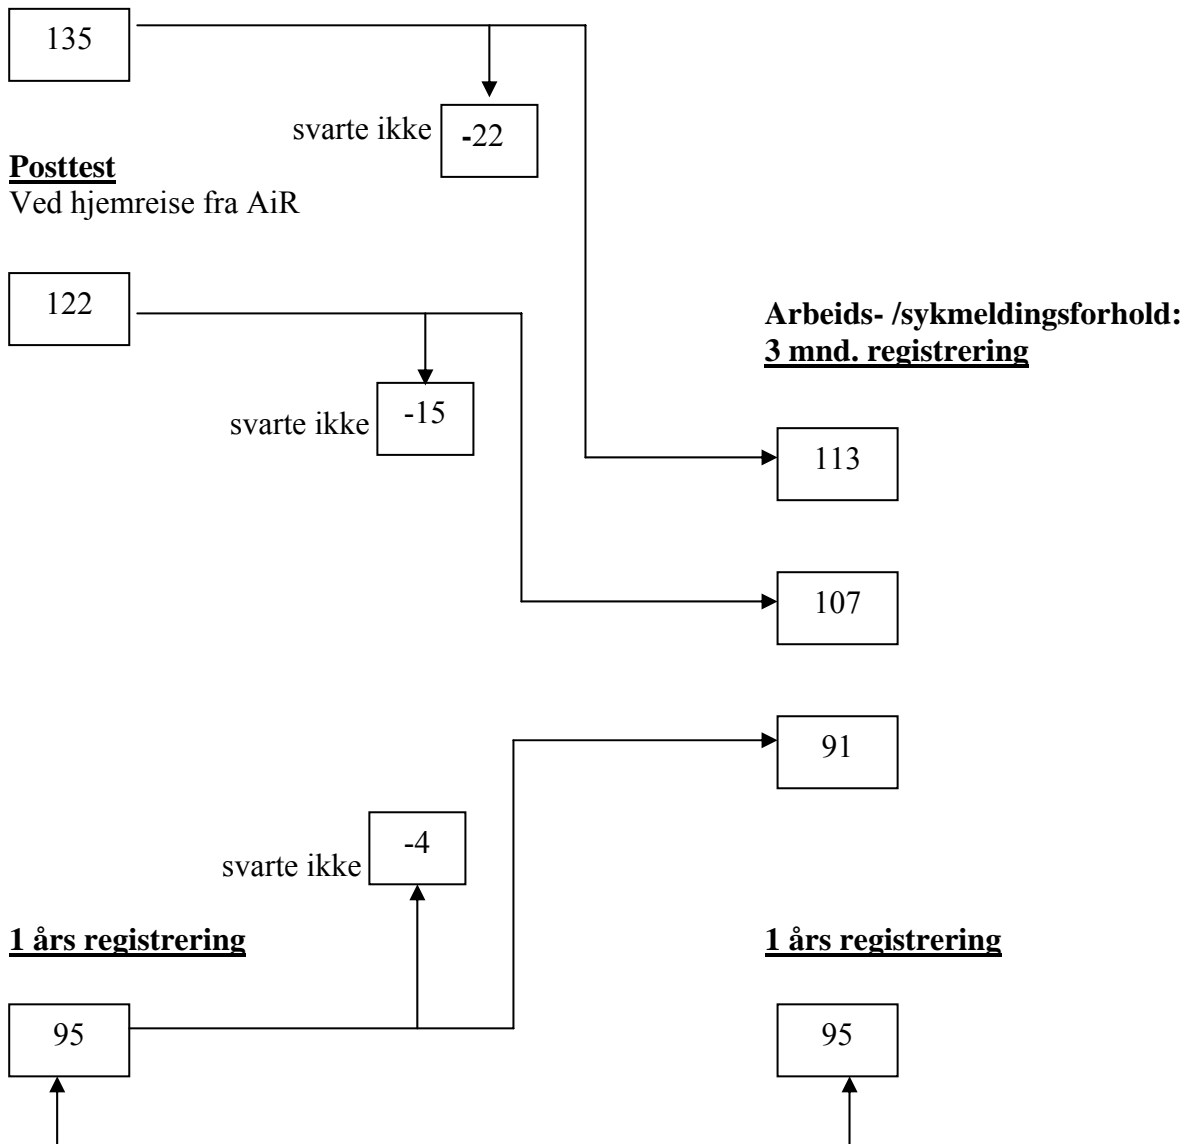 135
svarte ikke
-22
Posttest
Ved hjemreise fra AiR
122
Arbeids- /sykmeldingsforhold:
3 mnd. registrering
svarte ikke
-15
113
107
91
svarte ikke
-4
1 års registrering
1 års registrering
95
95